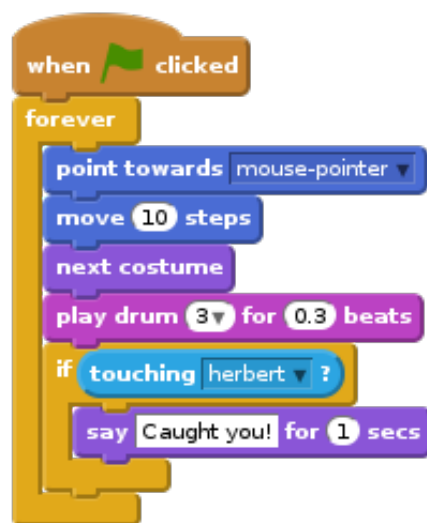 when clicked
forever
point towards mouse-pointer
move 10 steps
next costume
play drum 3 for 0.3 beats
if touching herbert ?
say Caught you! for 1 secs